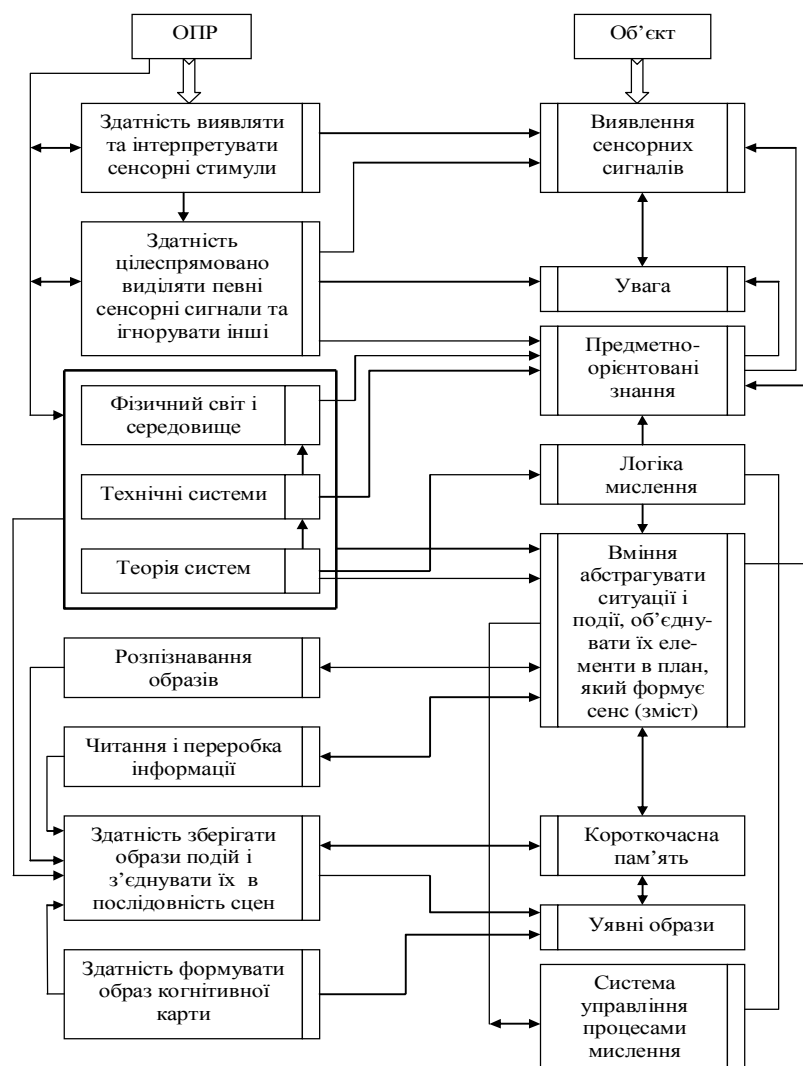 ОПР
Об’єкт
Здатність виявляти
та інтерпретувати
сенсорні стимули
Виявлення
сенсорних
сигналів
Здатність
цілеспрямовано
виділяти певні
сенсорні сигнали та
ігнорувати інші
Увага
Предметно-
орієнтовані
знання
Фізичний світ і
середовище
Логіка
мислення
Технічні системи
Теорія систем
Вміння
абстрагувати
ситуації і
події, об’єдну-
вати їх еле-
менти в план,
який формує
сенс (зміст)
Розпізнавання
образів
Читання і переробка
інформації
Здатність зберігати
образи подій і
з’єднувати їх в
послідовність сцен
Короткочасна
пам’ять
Уявні образи
Здатність формувати
образ когнітивної
карти
Система
управління
процесами
мислення